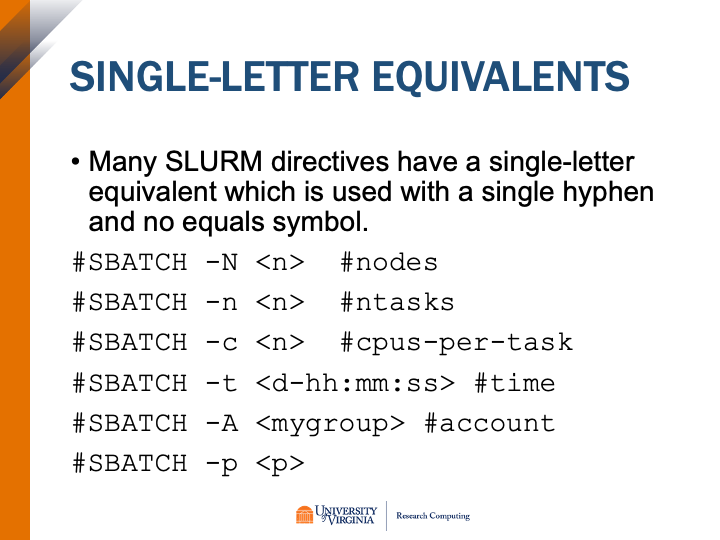 SINGLE-LETTER EQUIVALENTS
• Many SLURM directives have a single-letter
equivalent which is used with a single hyphen
and no equals symbol.
#SBATCH -N <n>  #nodes
#SBATCH -n <n>  #ntasks
#SBATCH -c <n>  #cpus-per-task
#SBATCH -t <d-hh:mm:ss> #time
#SBATCH -A <mygroup> #account
#SBATCH -p <p>
UNIVERSITY
of VIRGINIA
Research Computing